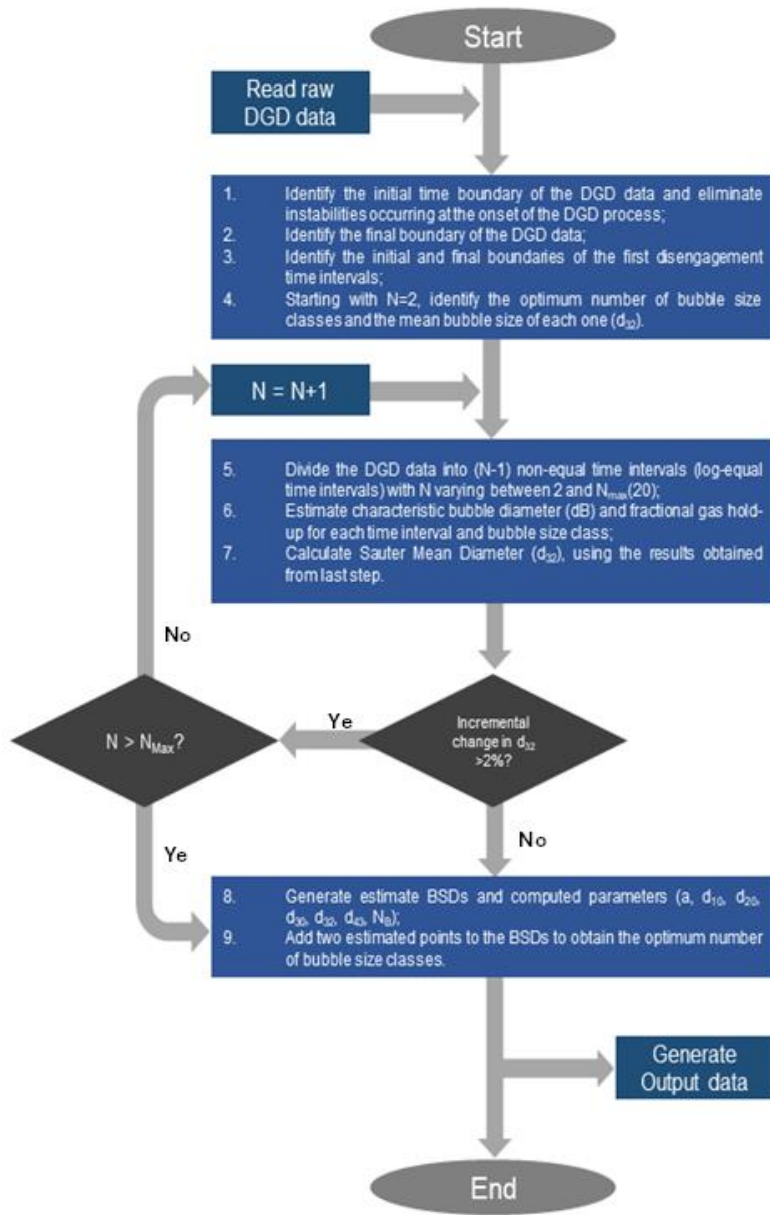 Start
Read raw
DGD data
1. Identify the initial time boundary of the DGD data and eliminate
instabilities occurring at the onset of the DGD process;
2. Identify the final boundary of the DGD data;
3. Identify the initial and final boundaries of the first disengagement
time intervals;
4. Starting with N=2, identify the optimum number of bubble size
classes and the mean bubble size of each one (d₃₂).
N = N+1
5. Divide the DGD data into (N-1) non-equal time intervals (log-equal
time intervals) with N varying between 2 and Nmax(20);
6. Estimate characteristic bubble diameter (dB) and fractional gas hold-
up for each time interval and bubble size class;
7. Calculate Sauter Mean Diameter (d₃₂), using the results obtained
from last step.
No
N > NMax?
Ye
Incremental
change in d₃₂
>2%?
Ye
No
8. Generate estimate BSDs and computed parameters (a, d₁₀, d₂₀,
d₃₀, d₃₂, d₄₃, NB);
9. Add two estimated points to the BSDs to obtain the optimum number
of bubble size classes.
Generate
Output data
End